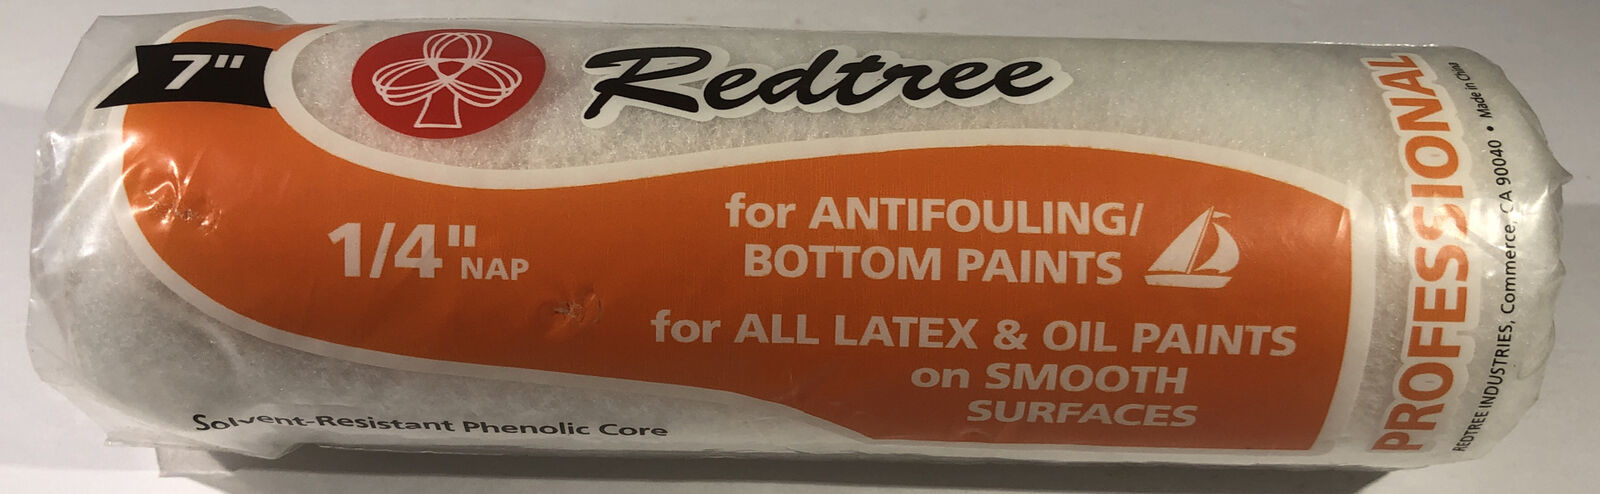 7"
Redtree
1/4" NAP
for ANTIFOULING/
BOTTOM PAINTS
for ALL LATEX & OIL PAINTS
on SMOOTH
SURFACES
Solvent-Resistant Phenolic Core
PROFESSIONAL
REDTREE INDUSTRIES, Commerce, CA 90040 • Made in China